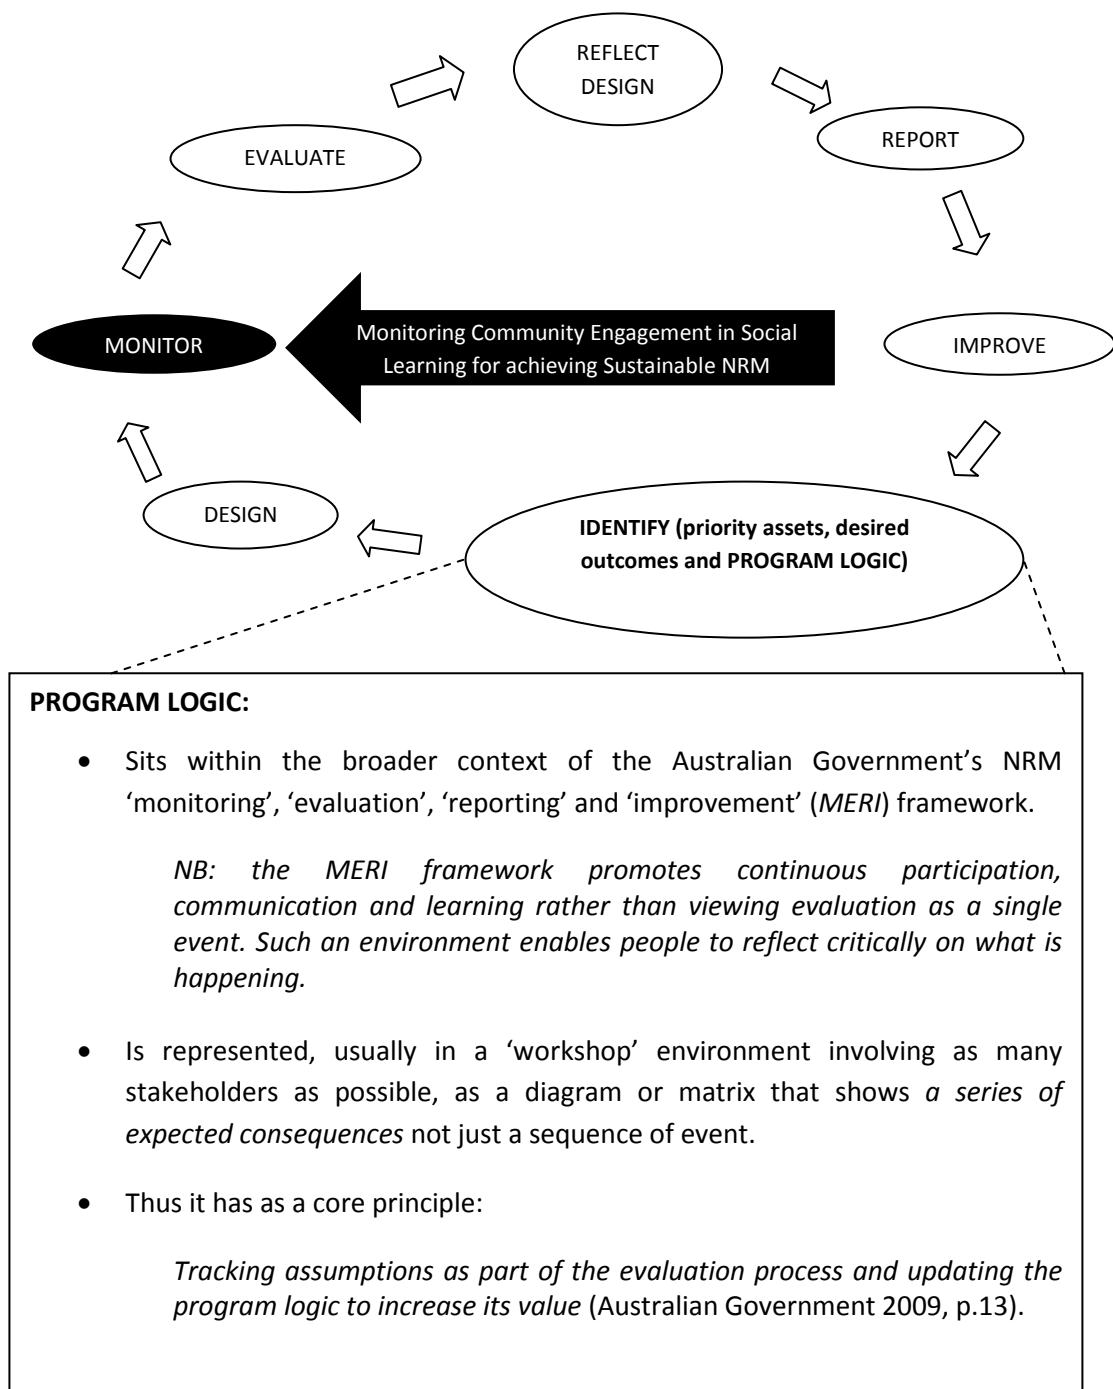 REFLECT
DESIGN
EVALUATE
REPORT
MONITOR
Monitoring Community Engagement in Social
Learning for achieving Sustainable NRM
IMPROVE
DESIGN
IDENTIFY (priority assets, desired
outcomes and PROGRAM LOGIC)
PROGRAM LOGIC:
• Sits within the broader context of the Australian Government’s NRM
‘monitoring’, ‘evaluation’, ‘reporting’ and ‘improvement’ (MERI) framework.
NB: the MERI framework promotes continuous participation,
communication and learning rather than viewing evaluation as a single
event. Such an environment enables people to reflect critically on what is
happening.
• Is represented, usually in a ‘workshop’ environment involving as many
stakeholders as possible, as a diagram or matrix that shows a series of
expected consequences not just a sequence of event.
• Thus it has as a core principle:
Tracking assumptions as part of the evaluation process and updating the
program logic to increase its value (Australian Government 2009, p.13).